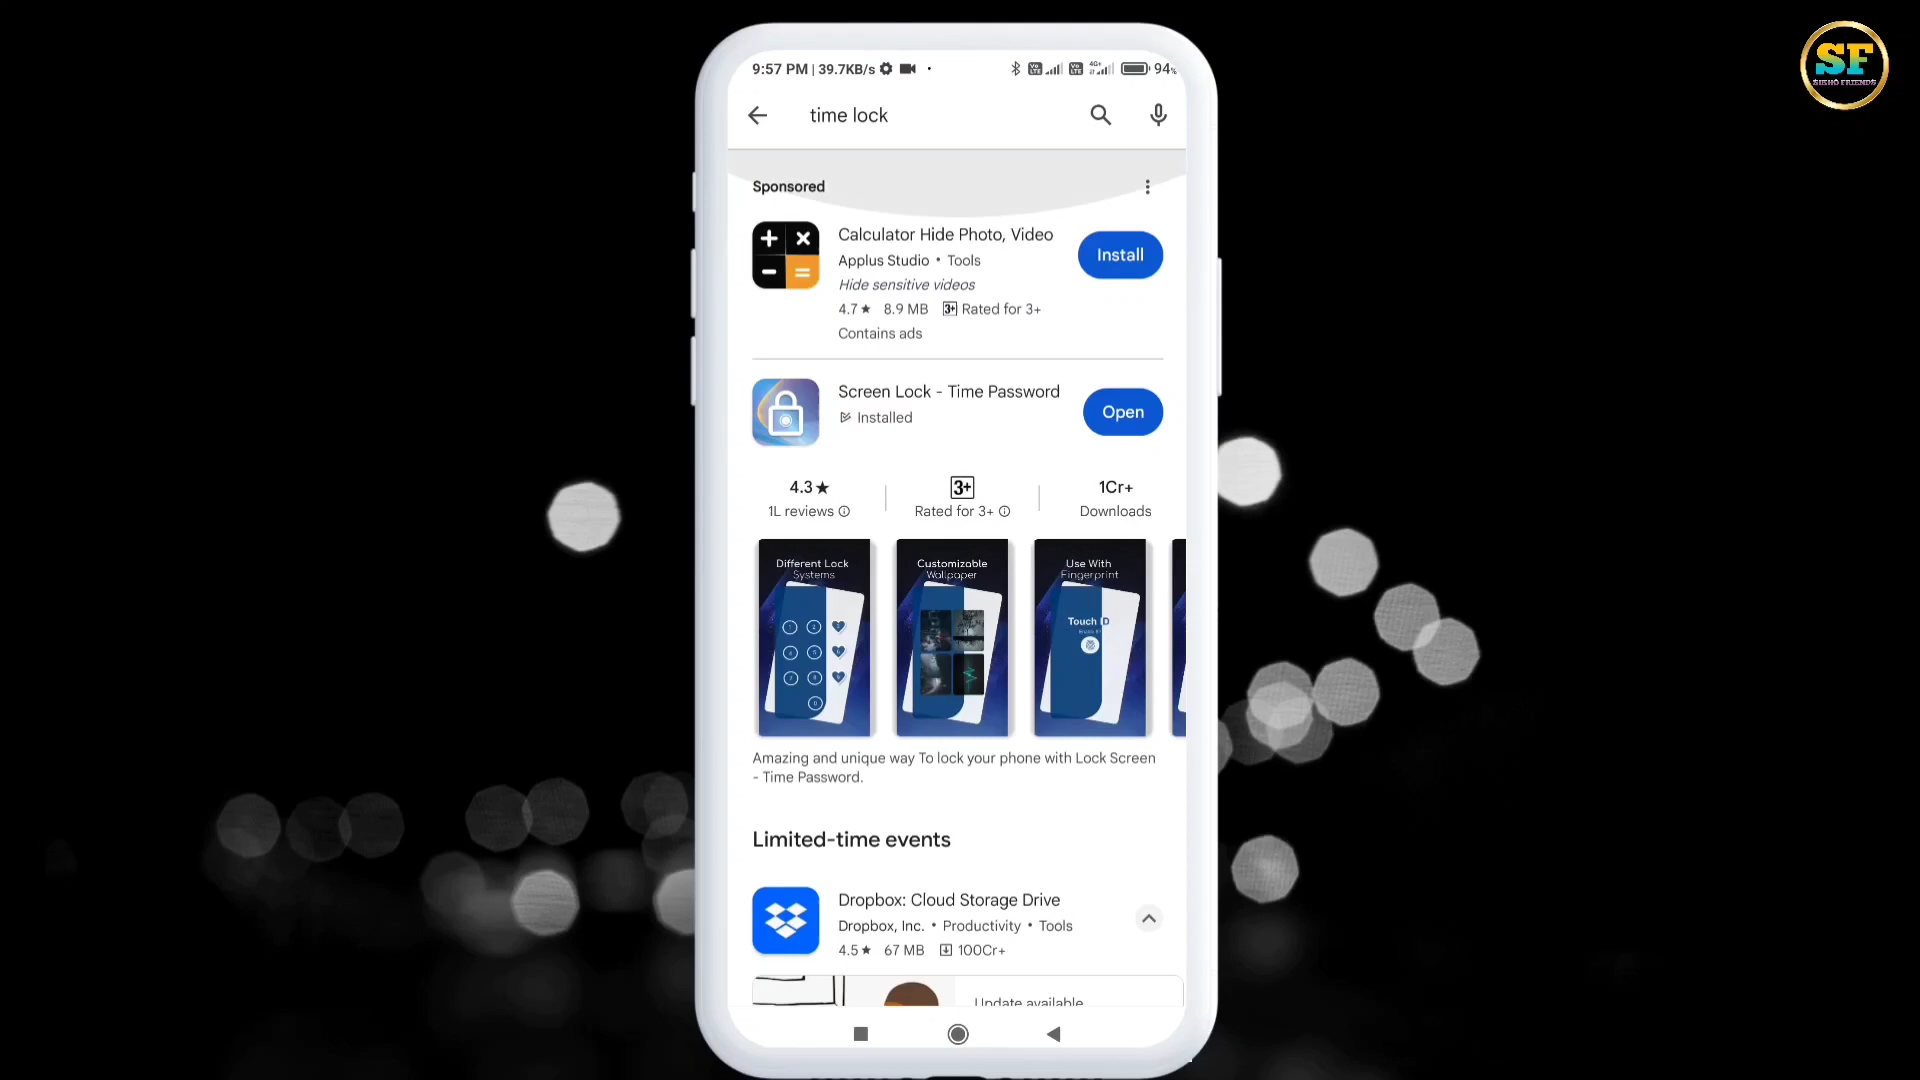 SF
9:57 PM | 39.7KB/s 94%
time lock
Sponsored
Calculator Hide Photo, Video
Applus Studio • Tools
Install
Hide sensitive videos
4.7★ 8.9 MB 3+ Rated for 3+
Contains ads
Screen Lock - Time Password
Installed
Open
4.3★
3+
1Cr+
1L reviews
Rated for 3+
Downloads
Different Lock
Systems
Customizable
Wallpaper
Use With
Fingerprint
Touch ID
Amazing and unique way To lock your phone with Lock Screen
- Time Password.
Limited-time events
Dropbox: Cloud Storage Drive
Dropbox, Inc. • Productivity • Tools
4.5★ 67 MB 100Cr+
Update available